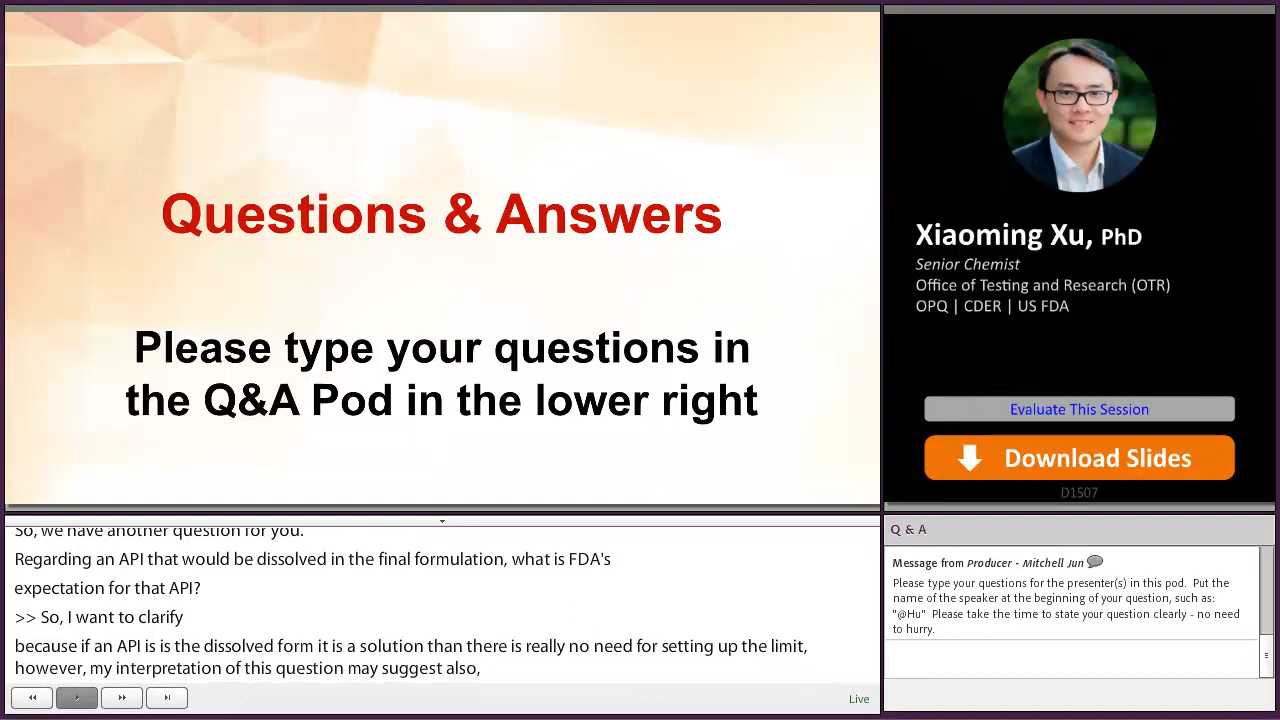 Questions & Answers
Please type your questions in
the Q&A Pod in the lower right
Xiaoming Xu, PhD
Senior Chemist
Office of Testing and Research (OTR)
OPQ | CDER | US FDA
Evaluate This Session
Download Slides
D1S07
So, we have another question for you.
Regarding an API that would be dissolved in the final formulation, what is FDA's
expectation for that API?
>> So, I want to clarify
because if an API is is the dissolved form it is a solution than there is really no need for setting up the limit,
however, my interpretation of this question may suggest also,
Live
Q & A
Message from Producer - Mitchell Jun
Please type your questions for the presenter(s) in this pod. Put the
name of the speaker at the beginning of your question, such as:
"@Hu" Please take the time to state your question clearly - no need
to hurry.